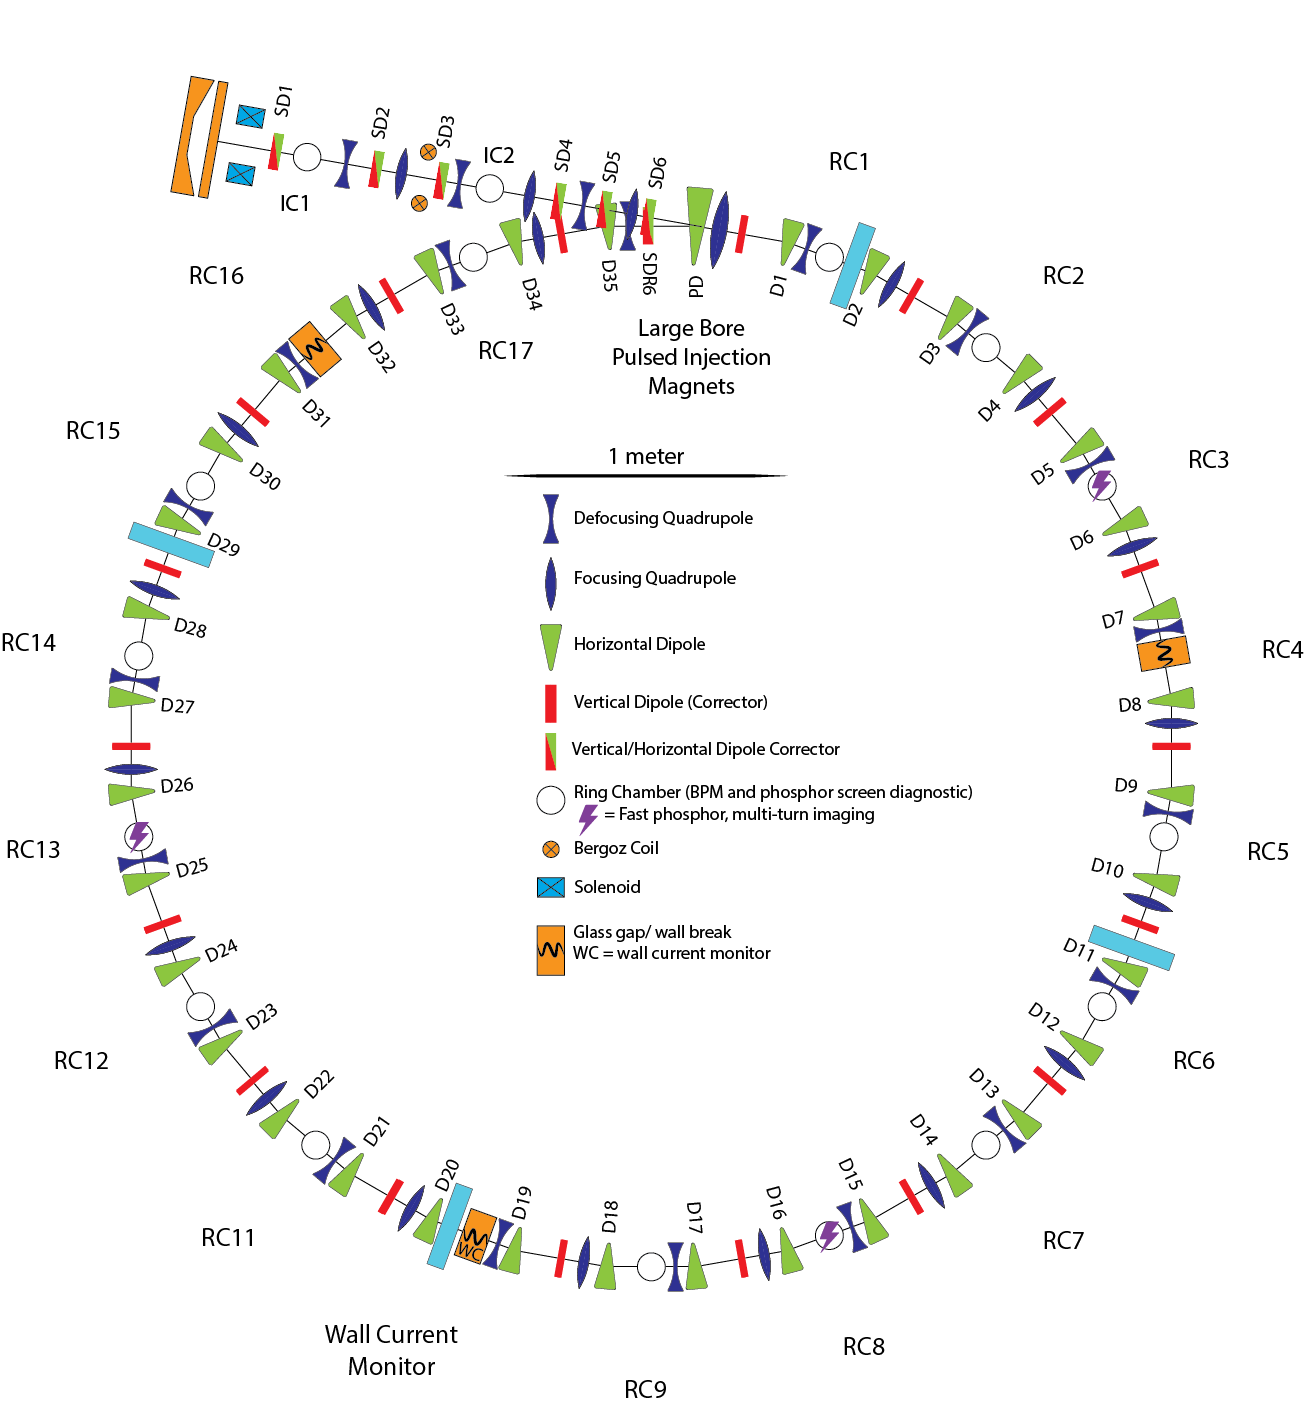 SD1
SD2
SD3
IC2
SD4
SD5
SD6
IC1
RC1
RC16
RC2
D35
SDR6
PD
D1
D2
D34
D33
D32
D3
RC17
Large Bore
Pulsed Injection
Magnets
D31
D4
RC15
RC3
D30
D5
1 meter
Defocusing Quadrupole
D29
D6
Focusing Quadrupole
D28
D7
RC14
RC4
Horizontal Dipole
D27
D8
Vertical Dipole (Corrector)
Vertical/Horizontal Dipole Corrector
D26
D9
Ring Chamber (BPM and phosphor screen diagnostic)
= Fast phosphor, multi-turn imaging
RC13
Bergoz Coil
RC5
D25
D10
Solenoid
Glass gap/ wall break
WC = wall current monitor
D24
D11
D23
D12
RC12
RC6
D22
D13
D21
D14
D20
D19
D18
D17
D16
D15
RC11
WC
RC7
Wall Current
Monitor
RC8
RC9